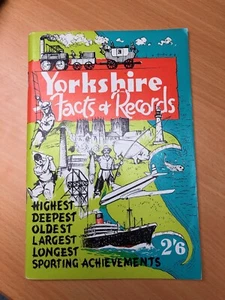 Yorkshire
Facts & Records
HIGHEST
DEEPEST
OLDEST
LARGEST
LONGEST
SPORTING ACHIEVEMENTS
2'6